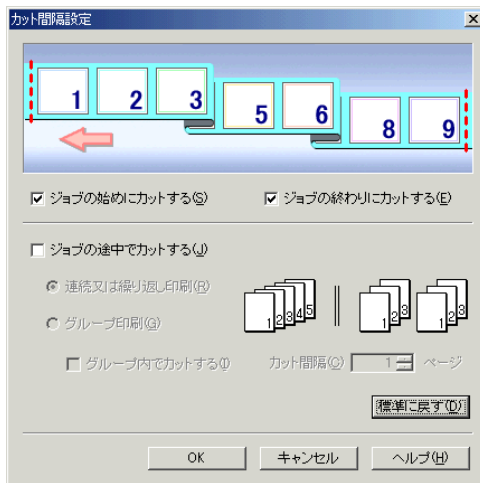 カット間隔設定
1 2 3 5 6 8 9
ジョブの始めにカットする(S) ジョブの終わりにカットする(E)
ジョブの途中でカットする(J)
連続又は繰り返し印刷(R)
グループ印刷(G)
1 2 3 4 5 1 2 3 1 2 3
グループ内でカットする(I) カット間隔(C) 1 ページ
標準に戻す(D)
OK キャンセル ヘルプ(H)